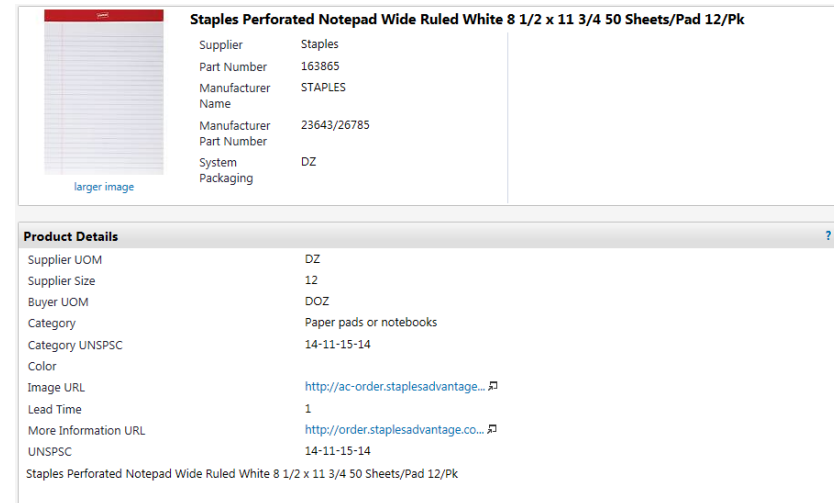 Staples Perforated Notepad Wide Ruled White 8 1/2 x 11 3/4 50 Sheets/Pad 12/Pk
Supplier Staples
Part Number 163865
Manufacturer Name STAPLES
Manufacturer Part Number 23643/26785
System Packaging DZ
larger image
Product Details ?
Supplier UOM DZ
Supplier Size 12
Buyer UOM DOZ
Category Paper pads or notebooks
Category UNSPSC 14-11-15-14
Color
Image URL http://ac-order.staplesadvantage...
Lead Time 1
More Information URL http://order.staplesadvantage.co...
UNSPSC 14-11-15-14
Staples Perforated Notepad Wide Ruled White 8 1/2 x 11 3/4 50 Sheets/Pad 12/Pk